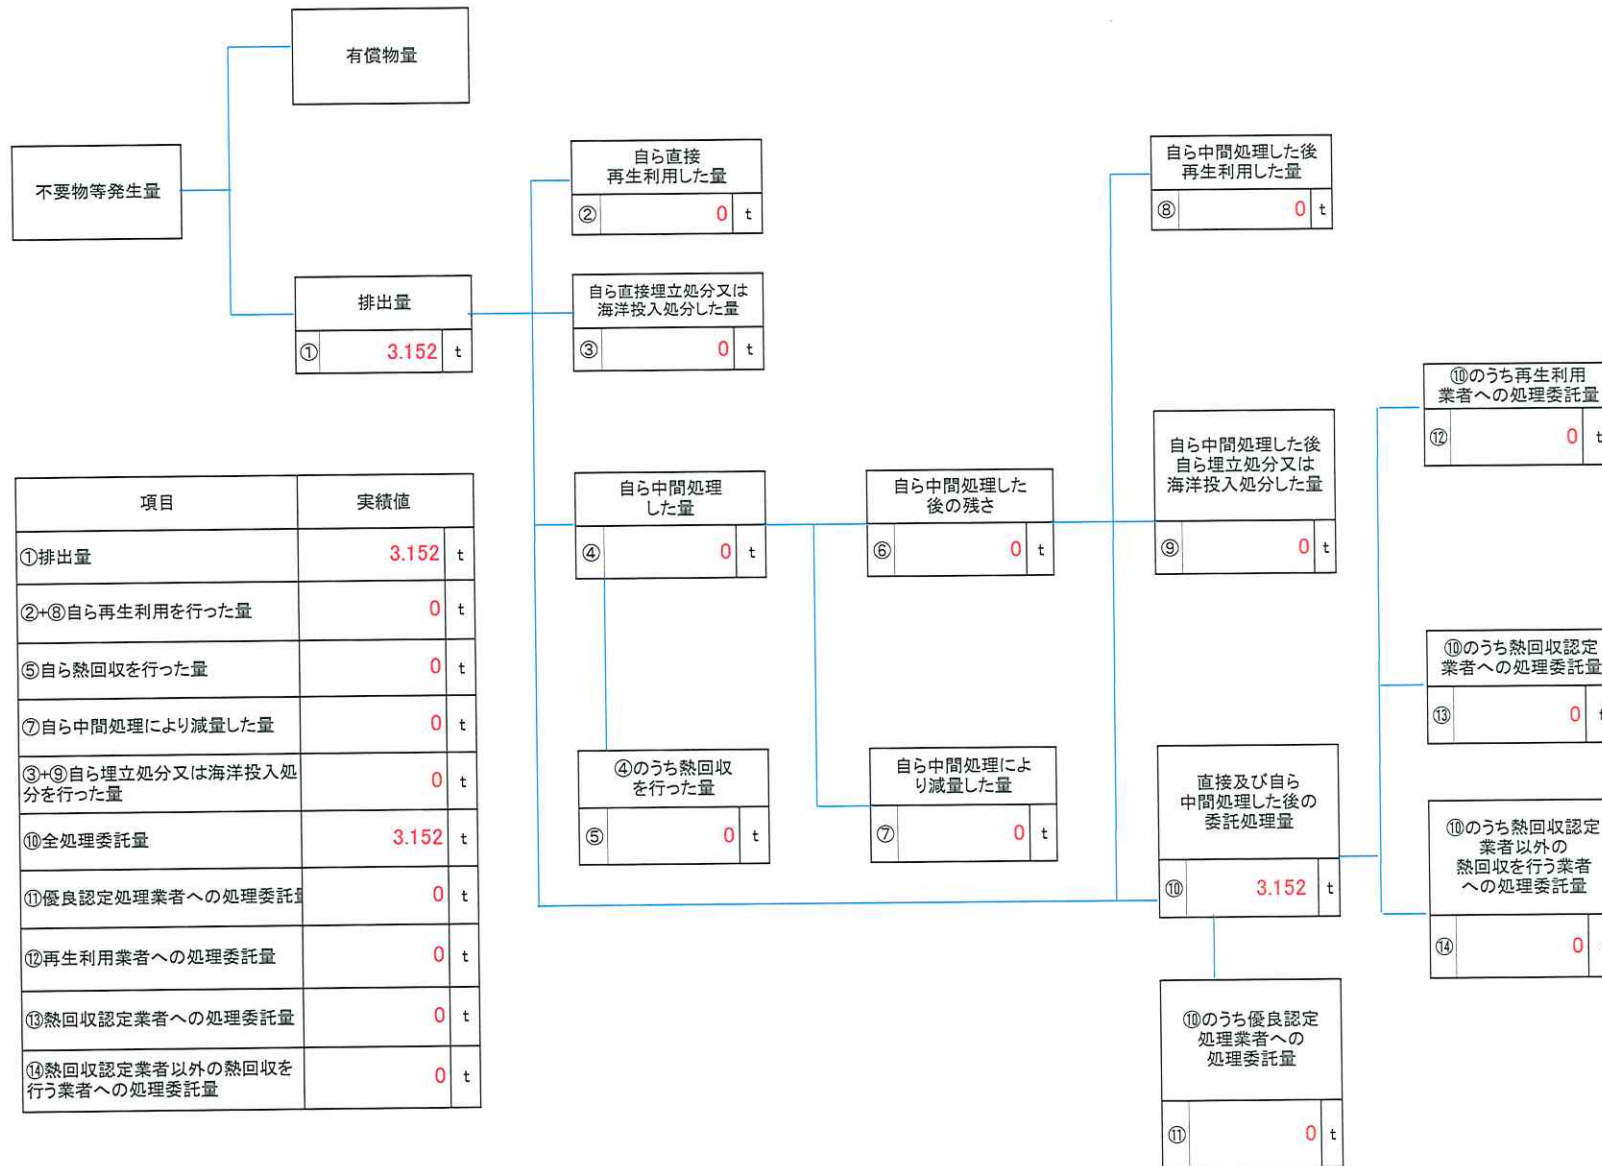 有償物量
不要物等発生量
排出量
① 3.152 t
自ら直接
再生利用した量
② 0 t
自ら直接埋立処分又は
海洋投入処分した量
③ 0 t
自ら中間処理
した量
④ 0 t
④のうち熱回収
を行った量
⑤ 0 t
自ら中間処理した
後の残さ
⑥ 0 t
自ら中間処理によ
り減量した量
⑦ 0 t
自ら中間処理した後
再生利用した量
⑧ 0 t
自ら中間処理した後
自ら埋立処分又は
海洋投入処分した量
⑨ 0 t
直接及び自ら
中間処理した後の
委託処理量
⑩ 3.152 t
⑩のうち優良認定
処理業者への
処理委託量
⑪ 0 t
⑩のうち再生利用
業者への処理委託量
⑫ 0 t
⑩のうち熱回収認定
業者への処理委託量
⑬ 0
⑩のうち熱回収認定
業者以外の
熱回収を行う業者
への処理委託量
⑭ 0
項目 実績値
①排出量 3.152 t
②+⑧自ら再生利用を行った量 0 t
⑤自ら熱回収を行った量 0 t
⑦自ら中間処理により減量した量 0 t
③+⑨自ら埋立処分又は海洋投入処
分を行った量 0 t
⑩全処理委託量 3.152 t
⑪優良認定処理業者への処理委託 0 t
⑫再生利用業者への処理委託量 0 t
⑬熱回収認定業者への処理委託量 0 t
⑭熱回収認定業者以外の熱回収を
行う業者への処理委託量 0 t